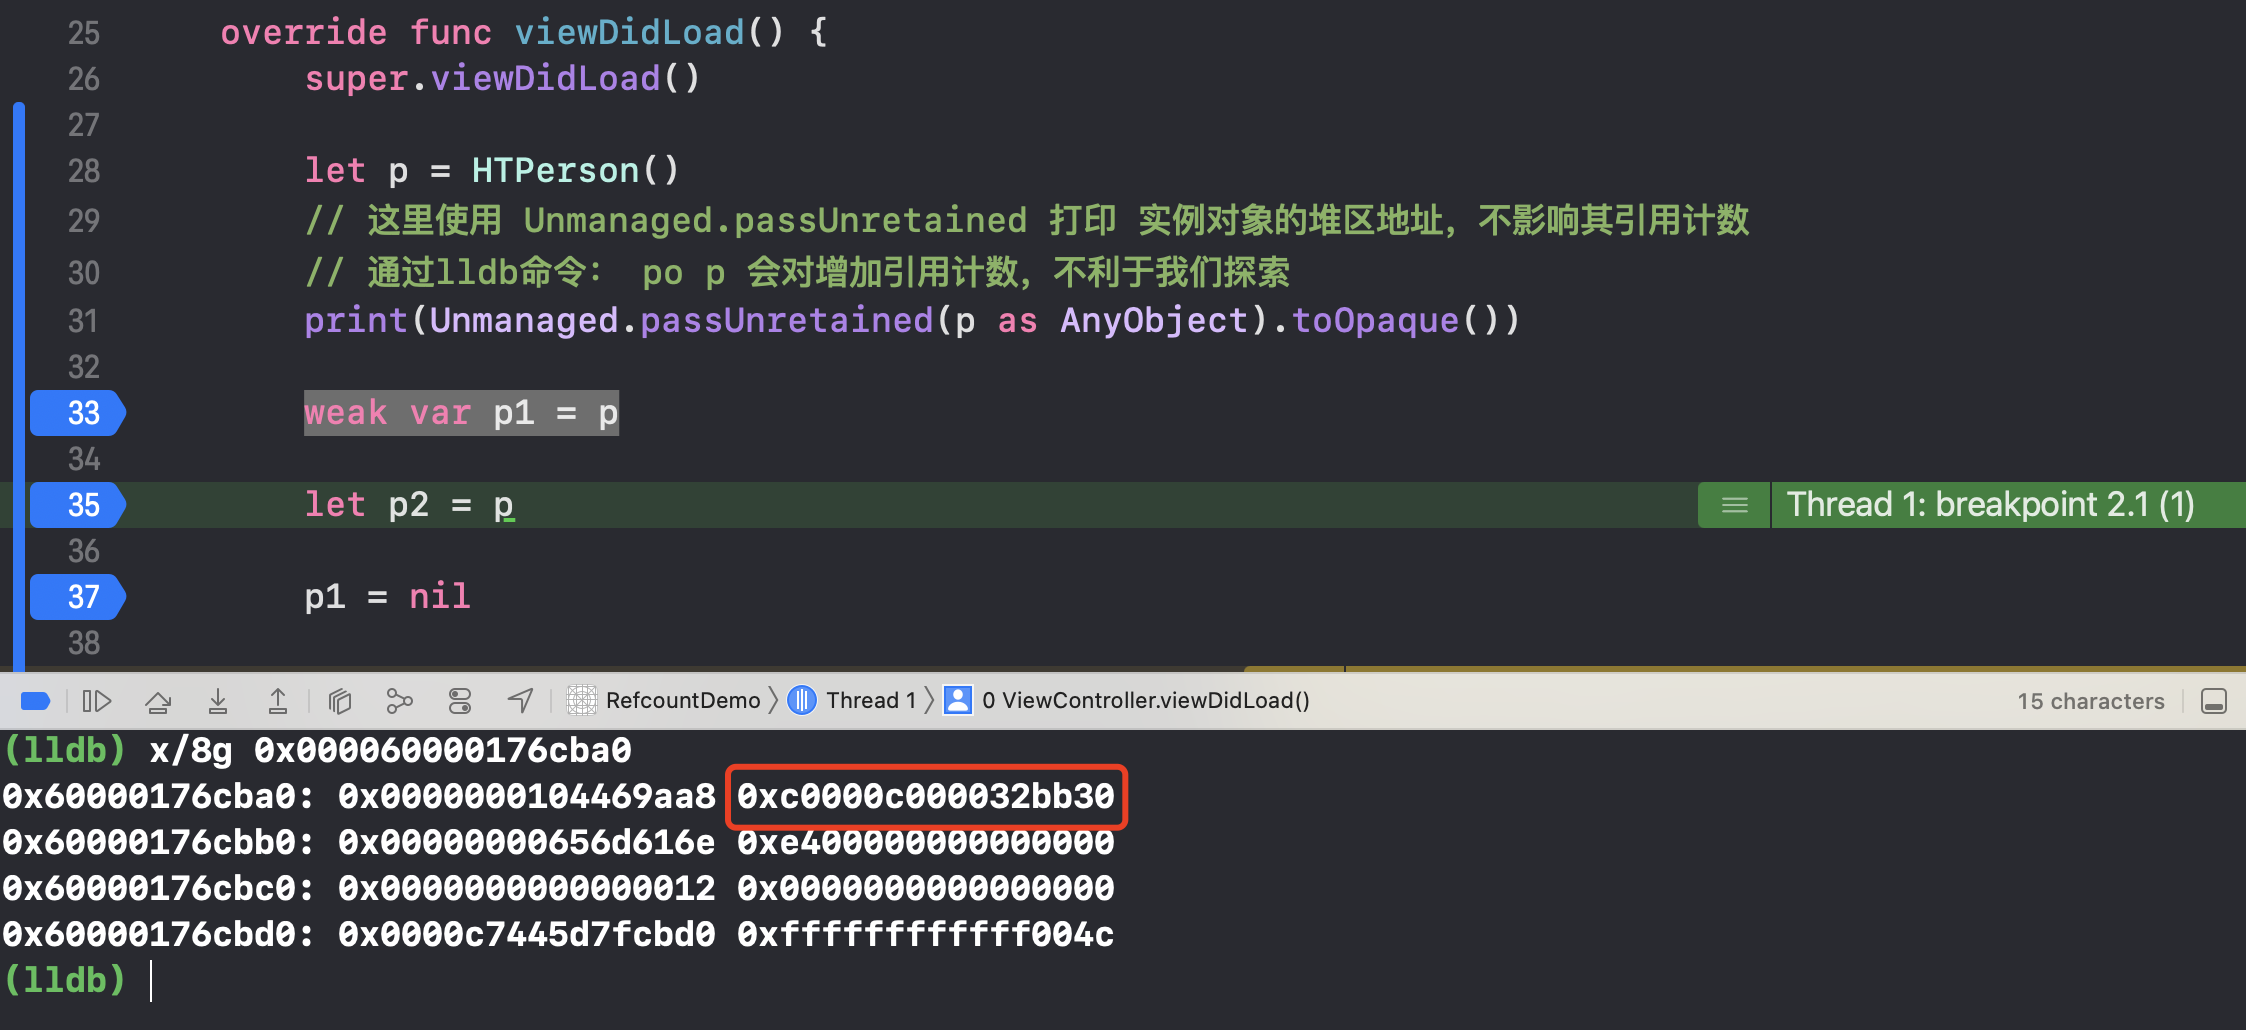 25 override func viewDidLoad() {
26 super.viewDidLoad()
27
28 let p = HTPerson()
29 // 这里使用 Unmanaged.passUnretained 打印 实例对象的堆区地址，不影响其引用计数
30 // 通过lldb命令： po p 会对增加引用计数，不利于我们探索
31 print(Unmanaged.passUnretained(p as AnyObject).toOpaque())
32
33 weak var p1 = p
34
35 let p2 = p Thread 1: breakpoint 2.1 (1)
36
37 p1 = nil
38
RefcountDemo Thread 1 0 ViewController.viewDidLoad() 15 characters
(lldb) x/8g 0x000060000176cba0
0x60000176cba0: 0x0000000104469aa8 0xc0000c000032bb30
0x60000176cbb0: 0x00000000656d616e 0xe400000000000000
0x60000176cbc0: 0x0000000000000012 0x0000000000000000
0x60000176cbd0: 0x0000c7445d7fcbd0 0xffffffffffff004c
(lldb)